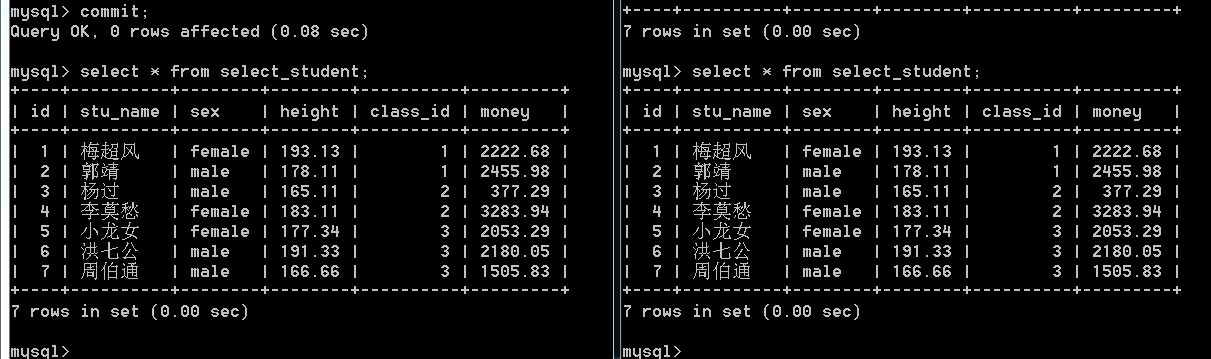 mysql> commit;
Query OK, 0 rows affected (0.08 sec)
mysql> select * from select_student;
+----+----------+--------+--------+----------+---------+
| id | stu_name | sex    | height | class_id | money   |
+----+----------+--------+--------+----------+---------+
|  1 | 梅超风   | female | 193.13 |        1 | 2222.68 |
|  2 | 郭靖     | male   | 178.11 |        1 | 2455.98 |
|  3 | 杨过     | male   | 165.11 |        2 |  377.29 |
|  4 | 李莫愁   | female | 183.11 |        2 | 3283.94 |
|  5 | 小龙女   | female | 177.34 |        3 | 2053.29 |
|  6 | 洪七公   | male   | 191.33 |        3 | 2180.05 |
|  7 | 周伯通   | male   | 166.66 |        3 | 1505.83 |
+----+----------+--------+--------+----------+---------+
7 rows in set (0.00 sec)
mysql>
+----+----------+--------+--------+----------+---------+
7 rows in set (0.00 sec)
mysql> select * from select_student;
+----+----------+--------+--------+----------+---------+
| id | stu_name | sex    | height | class_id | money   |
+----+----------+--------+--------+----------+---------+
|  1 | 梅超风   | female | 193.13 |        1 | 2222.68 |
|  2 | 郭靖     | male   | 178.11 |        1 | 2455.98 |
|  3 | 杨过     | male   | 165.11 |        2 |  377.29 |
|  4 | 李莫愁   | female | 183.11 |        2 | 3283.94 |
|  5 | 小龙女   | female | 177.34 |        3 | 2053.29 |
|  6 | 洪七公   | male   | 191.33 |        3 | 2180.05 |
|  7 | 周伯通   | male   | 166.66 |        3 | 1505.83 |
+----+----------+--------+--------+----------+---------+
7 rows in set (0.00 sec)
mysql>